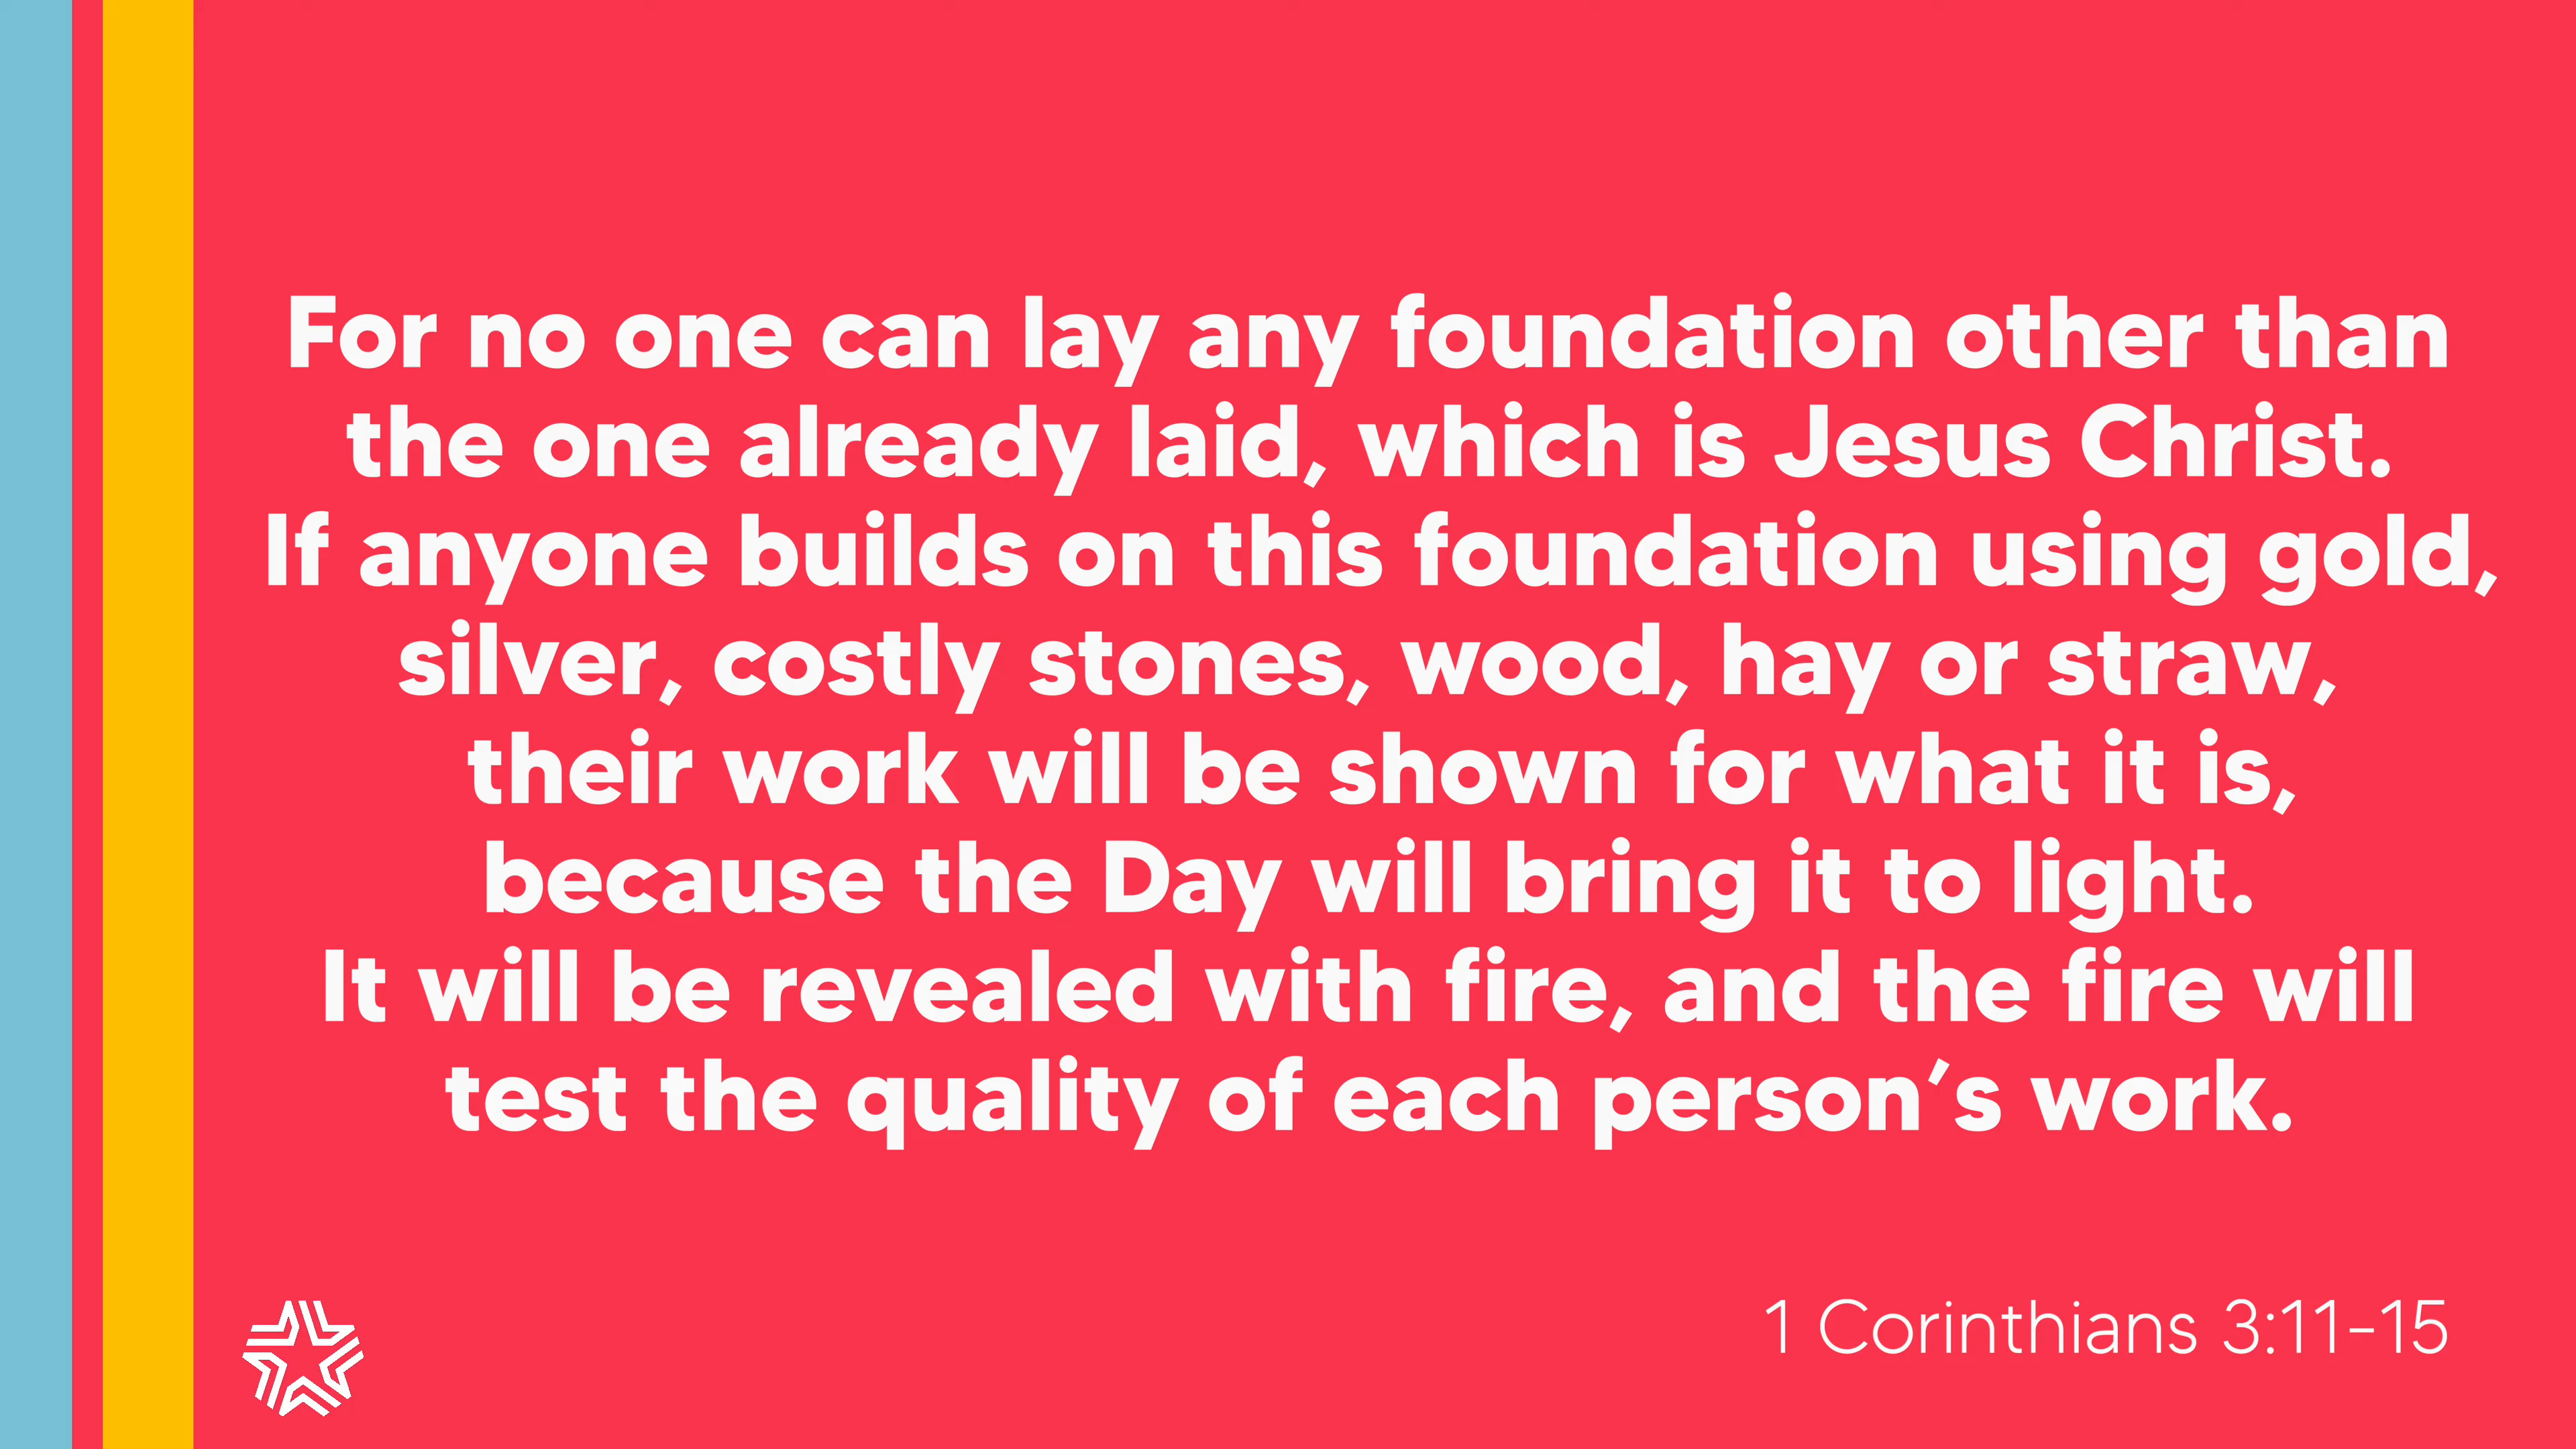 For no one can lay any foundation other than
the one already laid, which is Jesus Christ.
If anyone builds on this foundation using gold,
silver, costly stones, wood, hay or straw,
their work will be shown for what it is,
because the Day will bring it to light.
It will be revealed with fire, and the fire will
test the quality of each person’s work.
1 Corinthians 3:11-15